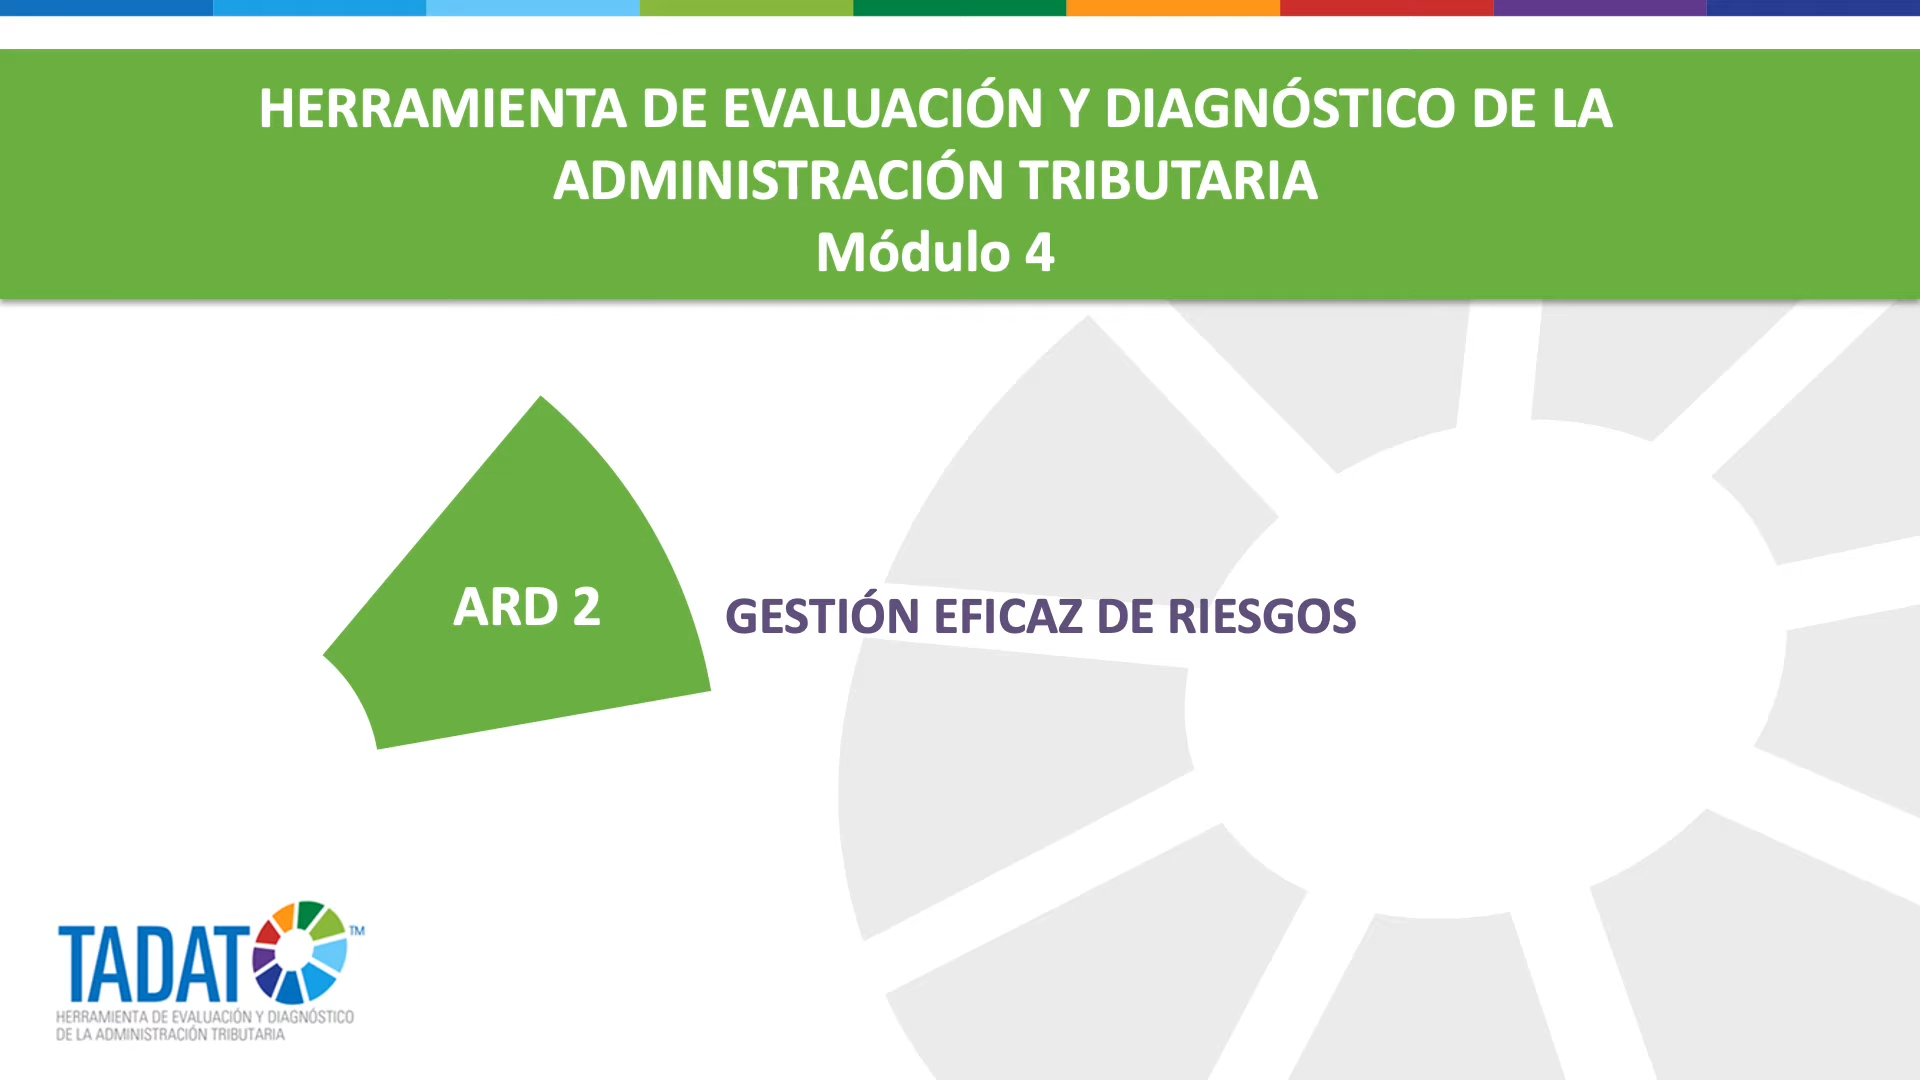 HERRAMIENTA DE EVALUACIÓN Y DIAGNÓSTICO DE LA
ADMINISTRACIÓN TRIBUTARIA
Módulo 4
ARD 2
GESTIÓN EFICAZ DE RIESGOS
TADAT TM
HERRAMIENTA DE EVALUACIÓN Y DIAGNÓSTICO
DE LA ADMINISTRACIÓN TRIBUTARIA